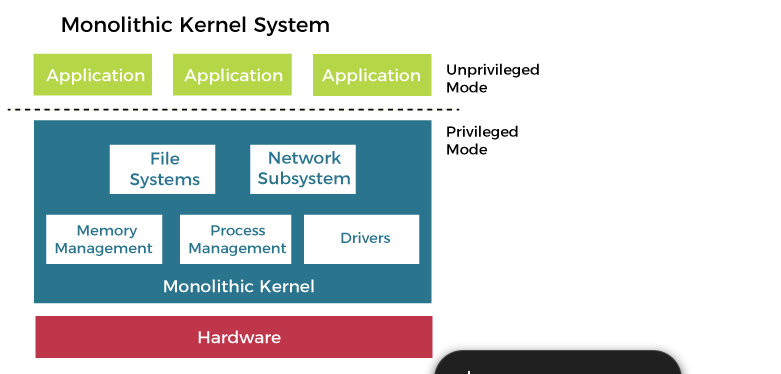 Monolithic Kernel System
Application
Application
Application
Unprivileged
Mode
Privileged
Mode
File
Systems
Network
Subsystem
Memory
Management
Process
Management
Drivers
Monolithic Kernel
Hardware